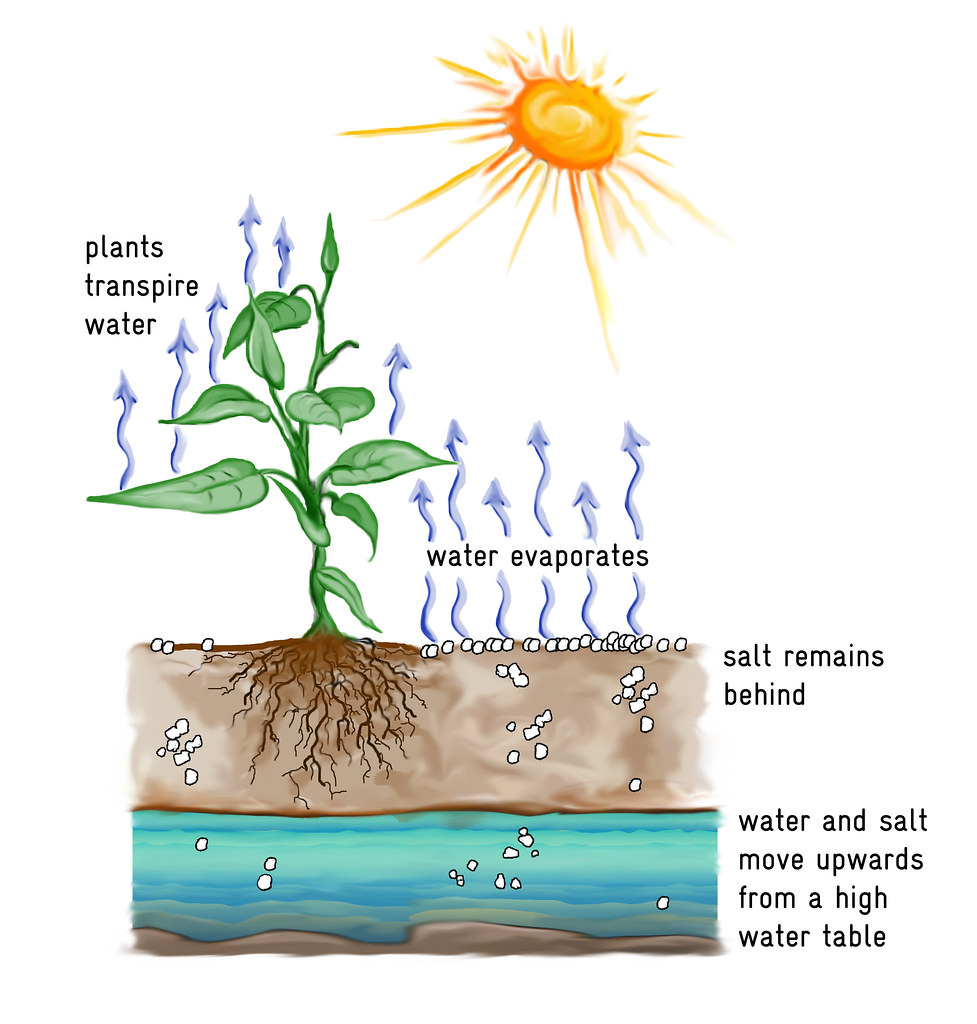 plants
transpire
water
water evaporates
salt remains
behind
water and salt
move upwards
from a high
water table